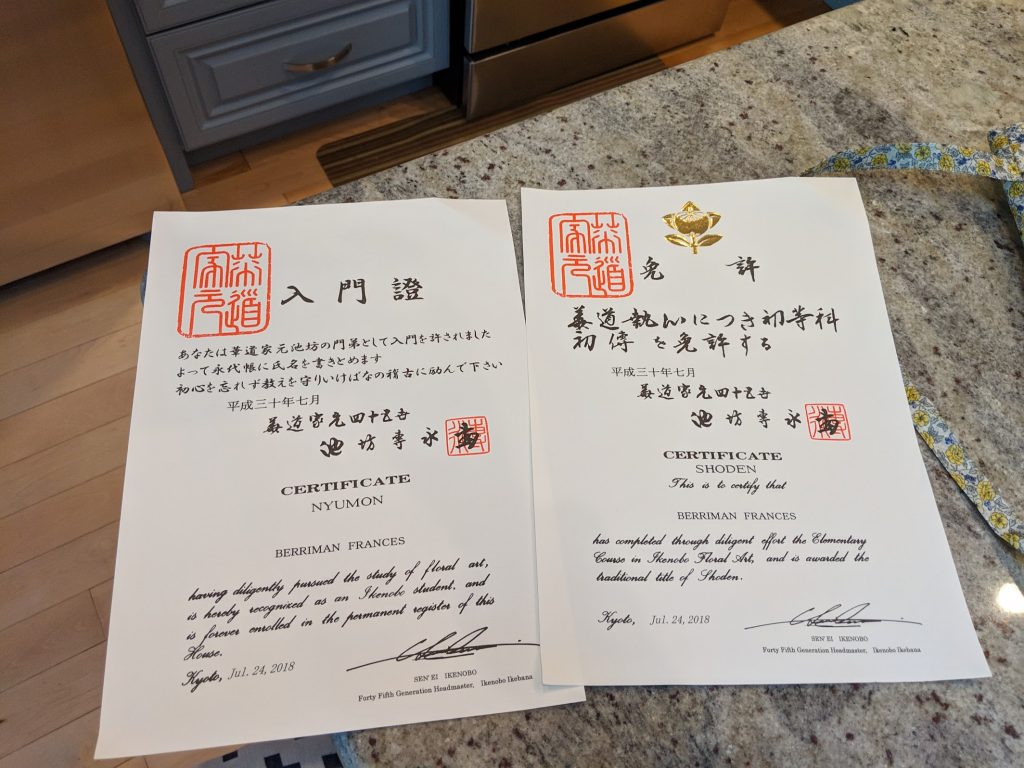 華道
家元
入門證
あなたは華道家元池坊の門弟として入門を許されました
よって永代帳に氏名を書きとめます
初心を忘れず教えを守りいけばなの稽古に励んで下さい
平成三十年七月
華道家元四十五世
池坊専永
CERTIFICATE
NYUMON
BERRIMAN FRANCES
having diligently pursued the study of floral art,
is hereby recognized as an Ikenobo student, and
is forever enrolled in the permanent register of this
House.
Kyoto, Jul. 24, 2018
SEN'EI IKENOBO
Forty Fifth Generation Headmaster, Ikenobo Ikebana
華道
家元
免許
華道執心につき初等科
初傳を免許する
平成三十年七月
華道家元四十五世
池坊専永
CERTIFICATE
SHODEN
This is to certify that
BERRIMAN FRANCES
has completed through diligent effort the Elementary
Course in Ikenobo Floral Art, and is awarded the
traditional title of Shoden.
Kyoto, Jul. 24, 2018
SEN'EI IKENOBO
Forty Fifth Generation Headmaster, Ikenobo Ikebana